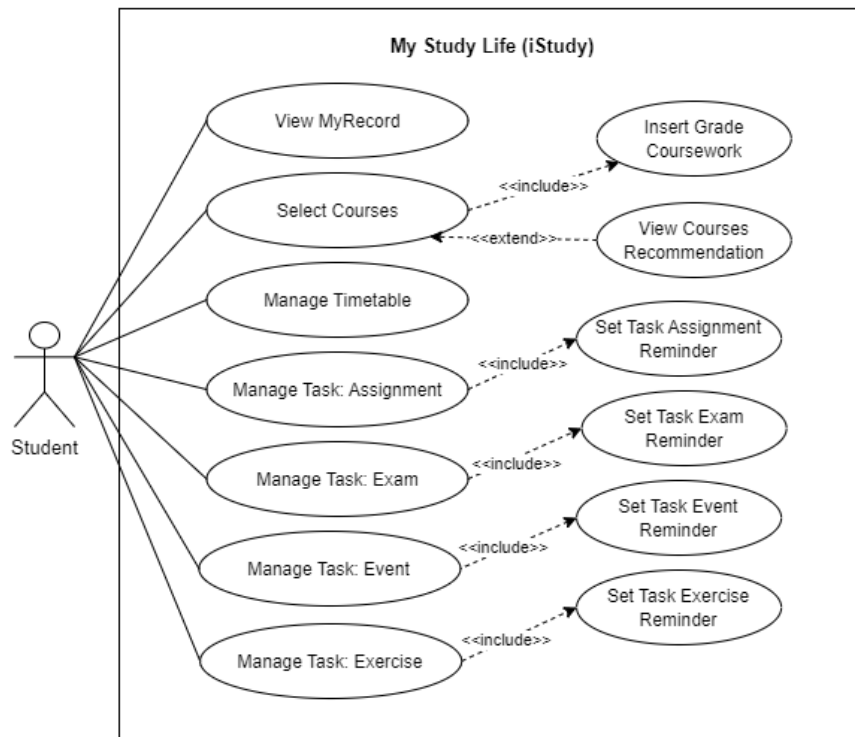 My Study Life (iStudy)
View MyRecord
Insert Grade
Coursework
<<include>>
Select Courses
<<extend>>
View Courses
Recommendation
Manage Timetable
Set Task Assignment
Reminder
<<include>>
Manage Task: Assignment
Set Task Exam
Reminder
Student
<<include>>
Manage Task: Exam
Set Task Event
Reminder
<<include>>
Manage Task: Event
Set Task Exercise
Reminder
<<include>>
Manage Task: Exercise